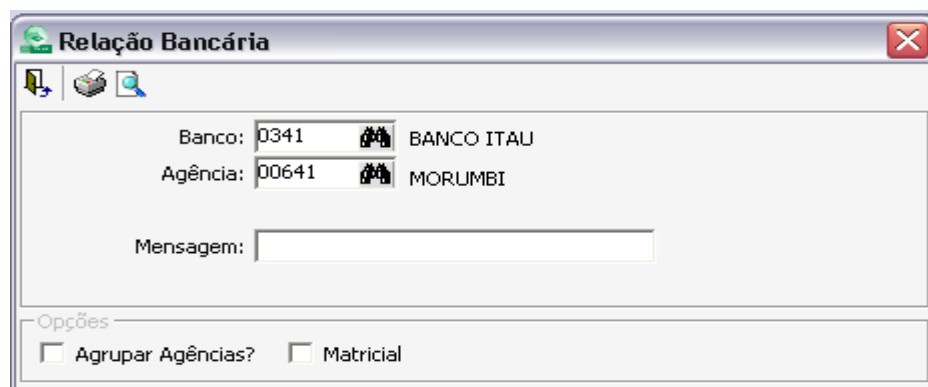 Relação Bancária
Banco: 0341 BANCO ITAU
Agência: 00641 MORUMBI
Mensagem:
Opções
Agrupar Agências? Matricial